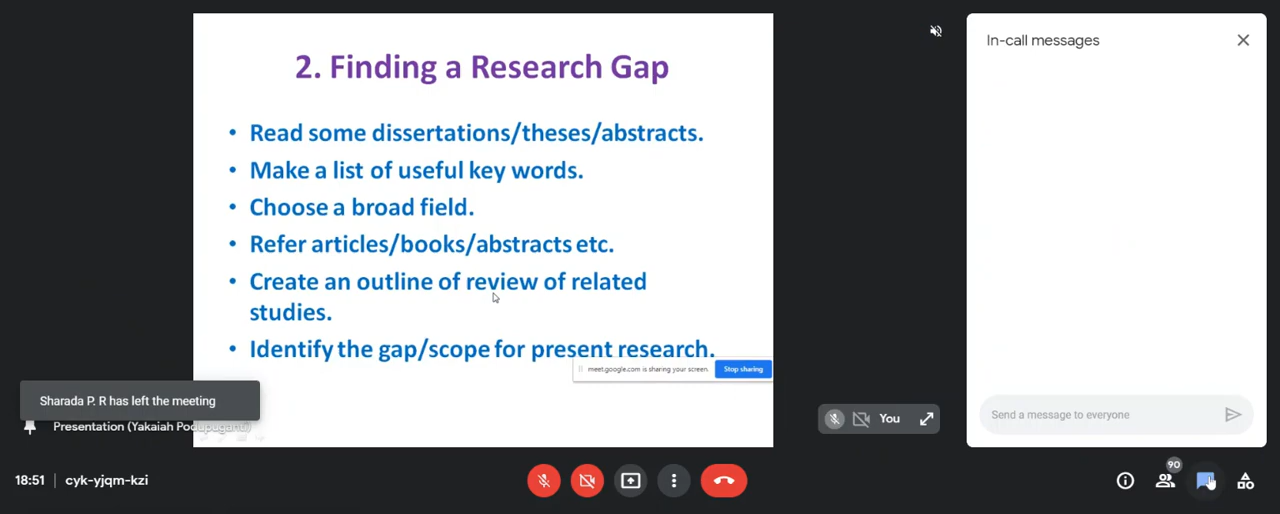 2. Finding a Research Gap
• Read some dissertations/theses/abstracts.
• Make a list of useful key words.
• Choose a broad field.
• Refer articles/books/abstracts etc.
• Create an outline of review of related
studies.
• Identify the gap/scope for present research.
meet.google.com is sharing your screen.
Stop sharing
Sharada P. R has left the meeting
Presentation (Yakaiah
You
18:51
cyk-yjqm-kzi
In-call messages
Send a message to everyone
90